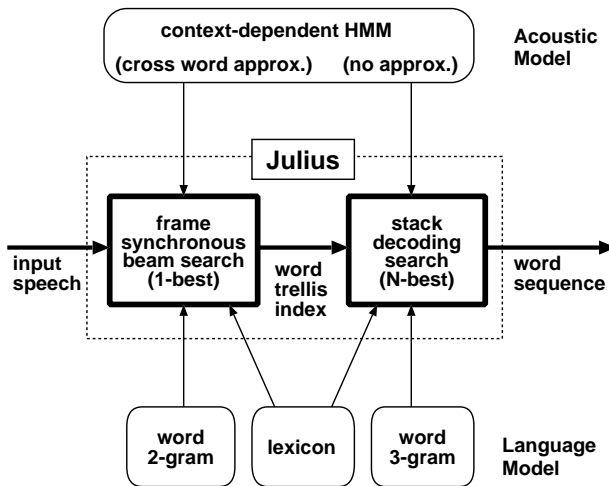 context-dependent HMM
(cross word approx.) (no approx.)
Acoustic
Model
Julius
frame
synchronous
beam search
(1-best)
stack
decoding
search
(N-best)
input
speech
word
trellis
index
word
sequence
word
2-gram
lexicon
word
3-gram
Language
Model